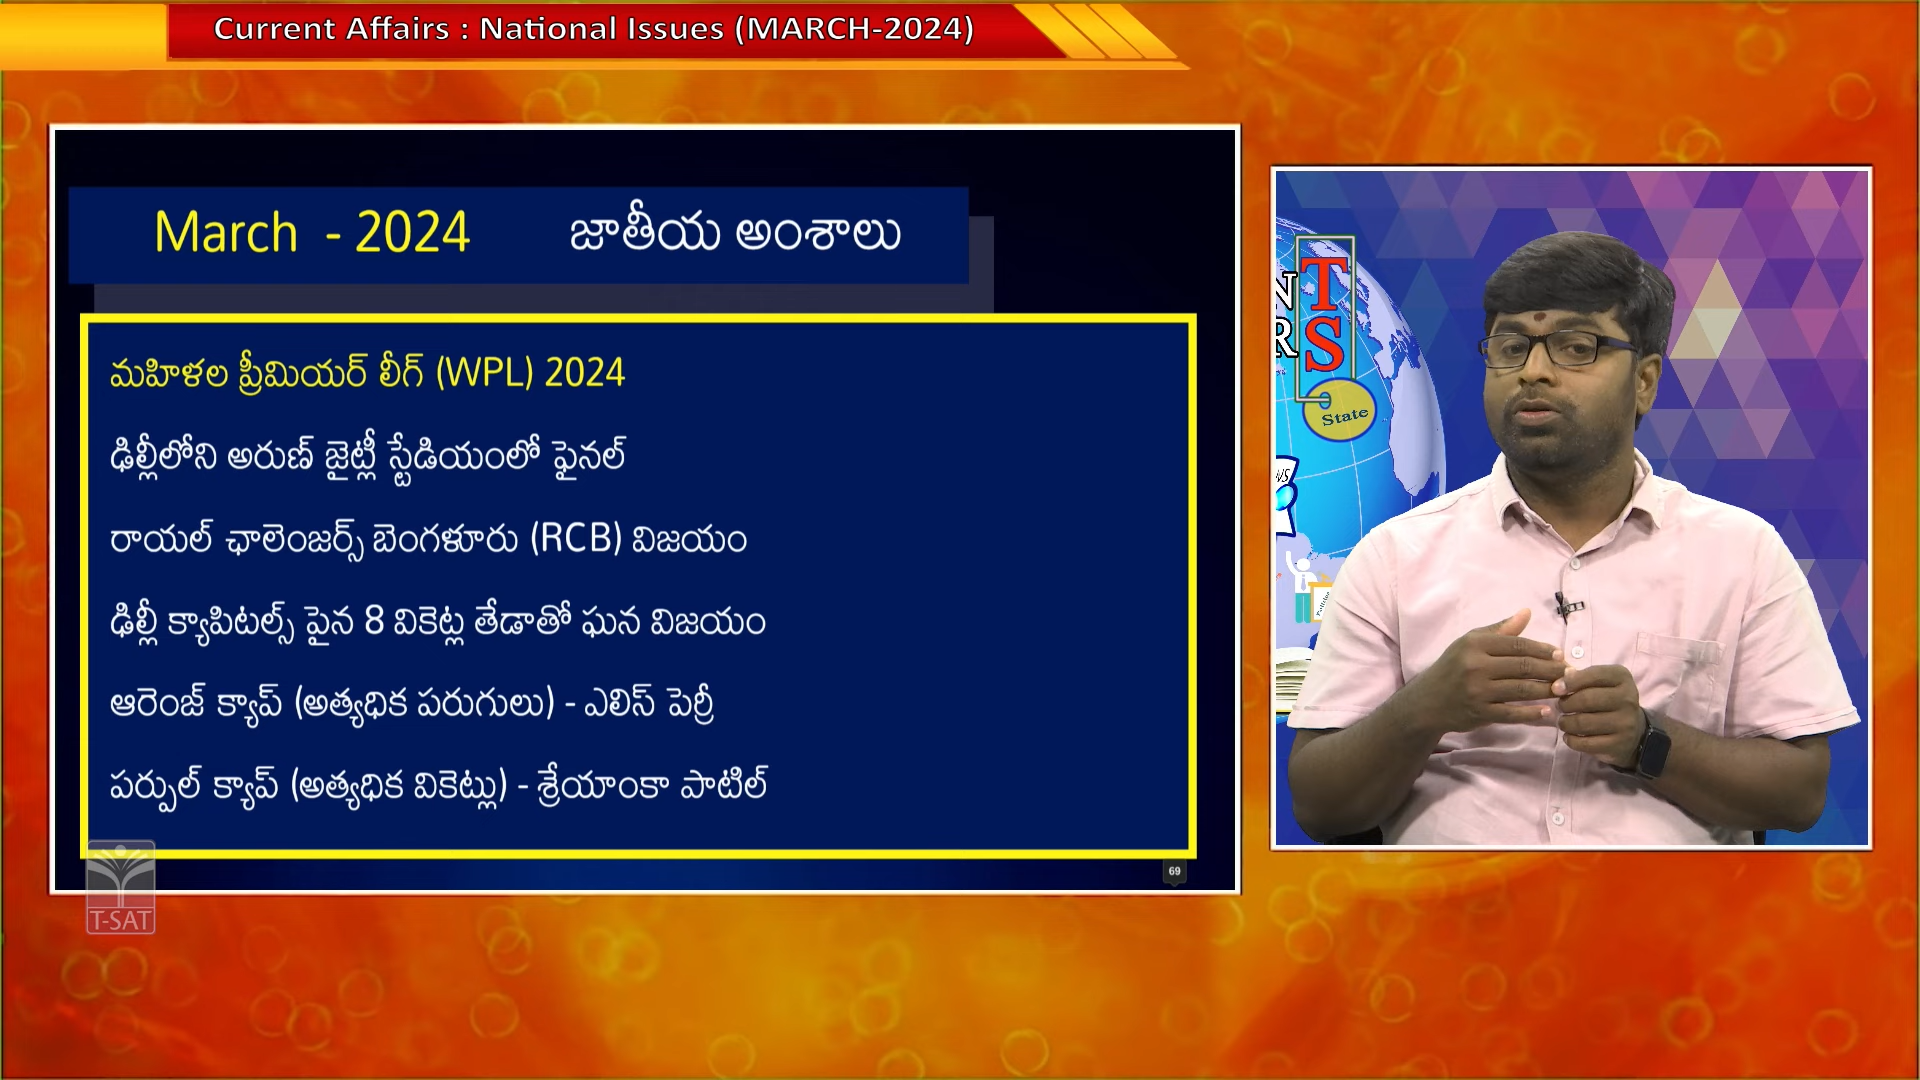 Current Affairs : National Issues (MARCH-2024)
March - 2024 జాతీయ అంశాలు
మహిళల ప్రీమియర్ లీగ్ (WPL) 2024
ఢిల్లీలోని అరుణ్ జైట్లీ స్టేడియంలో ఫైనల్
రాయల్ ఛాలెంజర్స్ బెంగళూరు (RCB) విజయం
ఢిల్లీ క్యాపిటల్స్ పైన 8 వికెట్ల తేడాతో ఘన విజయం
ఆరెంజ్ క్యాప్ (అత్యధిక పరుగులు) - ఎలిస్ పెర్రీ
పర్పుల్ క్యాప్ (అత్యధిక వికెట్లు) - శ్రేయాంకా పాటిల్
69
T-SAT
TS
State